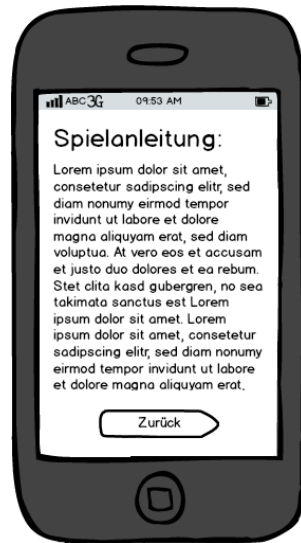 ABC 3G 09:53 AM
Spielanleitung:
Lorem ipsum dolor sit amet,
consetetur sadipscing elitr, sed
diam nonumy eirmod tempor
invidunt ut labore et dolore
magna aliquyam erat, sed diam
voluptua. At vero eos et accusam
et justo duo dolores et ea rebum.
Stet clita kasd gubergren, no sea
takimata sanctus est Lorem
ipsum dolor sit amet. Lorem
ipsum dolor sit amet, consetetur
sadipscing elitr, sed diam nonumy
eirmod tempor invidunt ut labore
et dolore magna aliquyam erat,
Zurück